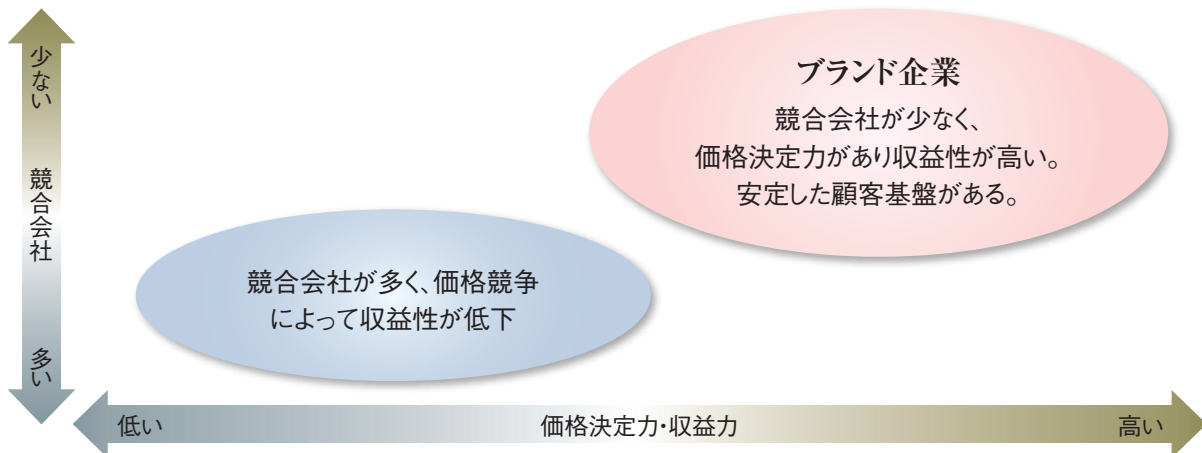 少ない
競合会社
多い
ブランド企業
競合会社が少なく、
価格決定力があり収益性が高い。
安定した顧客基盤がある。
競合会社が多く、価格競争
によって収益性が低下
低い
価格決定力・収益力
高い